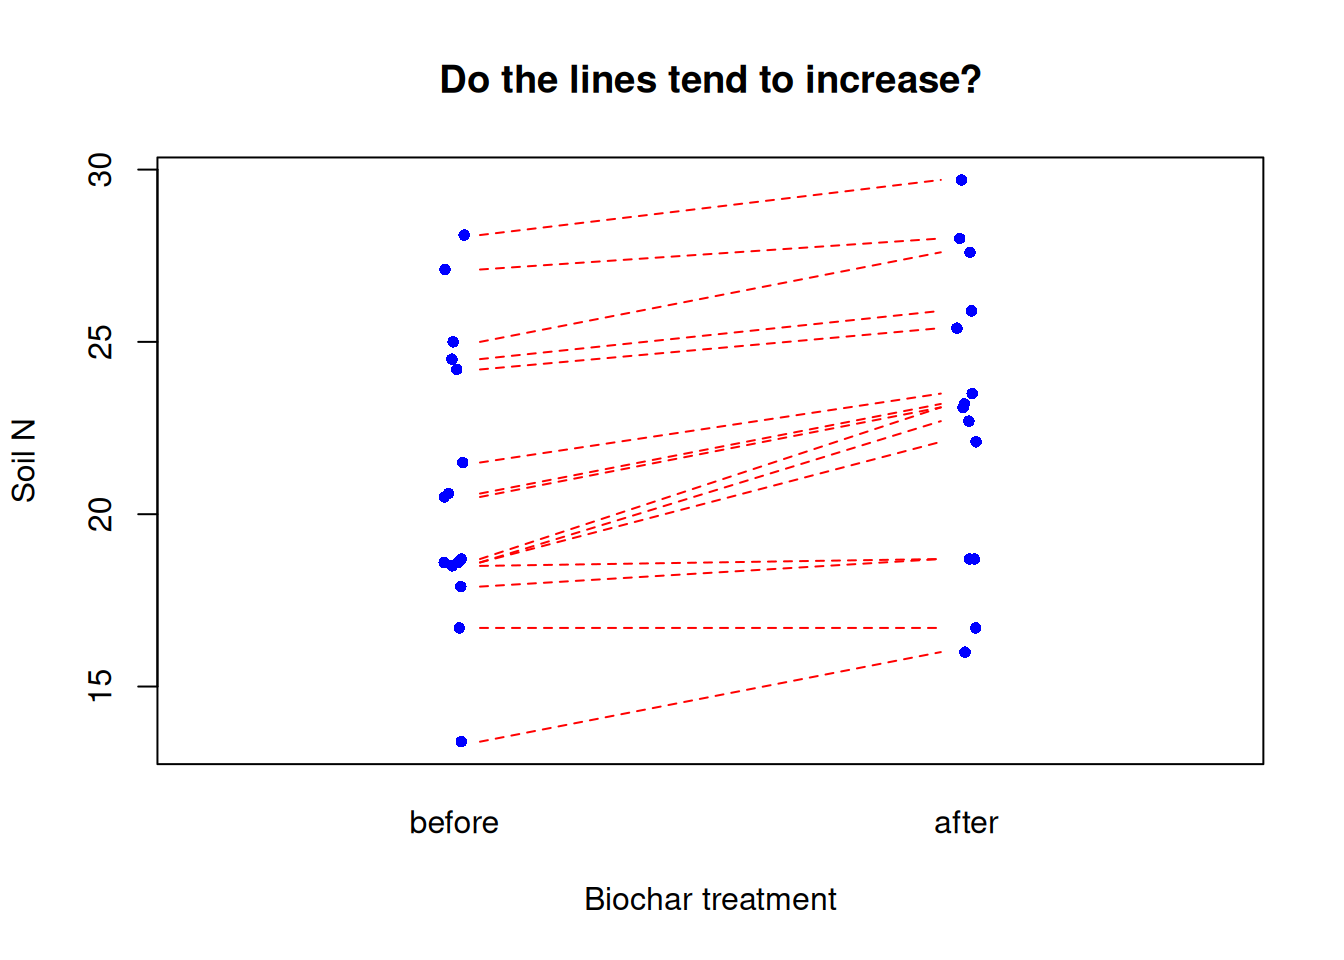 Do the lines tend to increase?
30
25
20
15
Soil N
before after
Biochar treatment